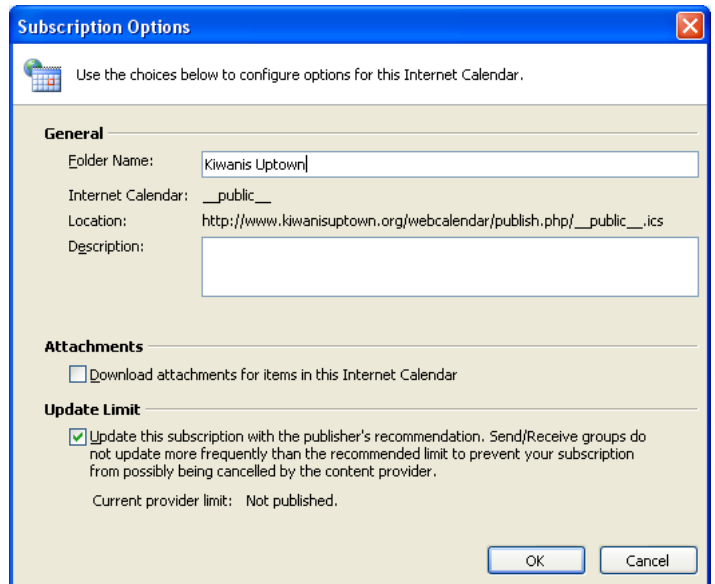 Subscription Options
Use the choices below to configure options for this Internet Calendar.
General
Folder Name: Kiwanis Uptown
Internet Calendar: __public__
Location: http://www.kiwanisuptown.org/webcalendar/publish.php/__public__.ics
Description:
Attachments
Download attachments for items in this Internet Calendar
Update Limit
Update this subscription with the publisher's recommendation. Send/Receive groups do
not update more frequently than the recommended limit to prevent your subscription
from possibly being cancelled by the content provider.
Current provider limit: Not published.
OK Cancel